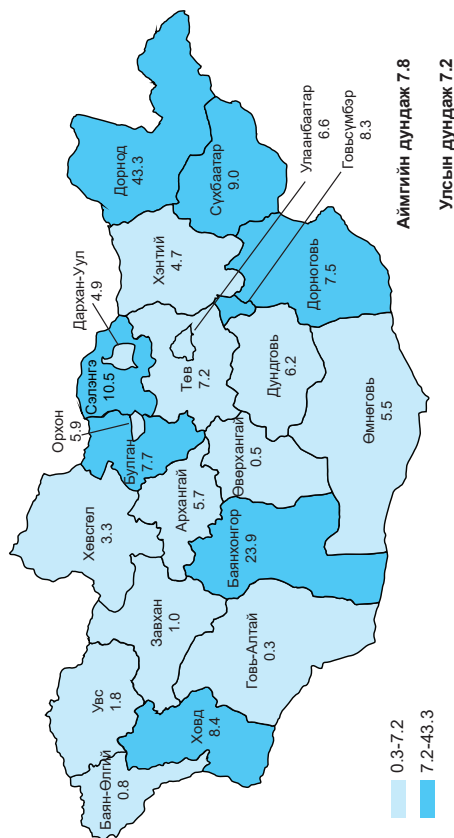 Баян-Өлгий
0.8
Увс
1.8
Ховд
8.4
Завхан
1.0
Говь-Алтай
0.3
Хөвсгөл
3.3
Архангай
5.7
Баянхонгор
23.9
Орхон
5.9
Булган
7.7
Өверхангай
0.5
Өмнөговь
5.5
Дархан-Уул
4.9
Сэлэнгэ
10.5
Төв
7.2
Дундговь
6.2
Хэнтий
4.7
Дорноговь
7.5
Дорнод
43.3
Сүхбаатар
9.0
Улаанбаатар
6.6
Говьсүмбэр
8.3
Аймгийн дундаж 7.8
Улсын дундаж 7.2
0.3-7.2
7.2-43.3